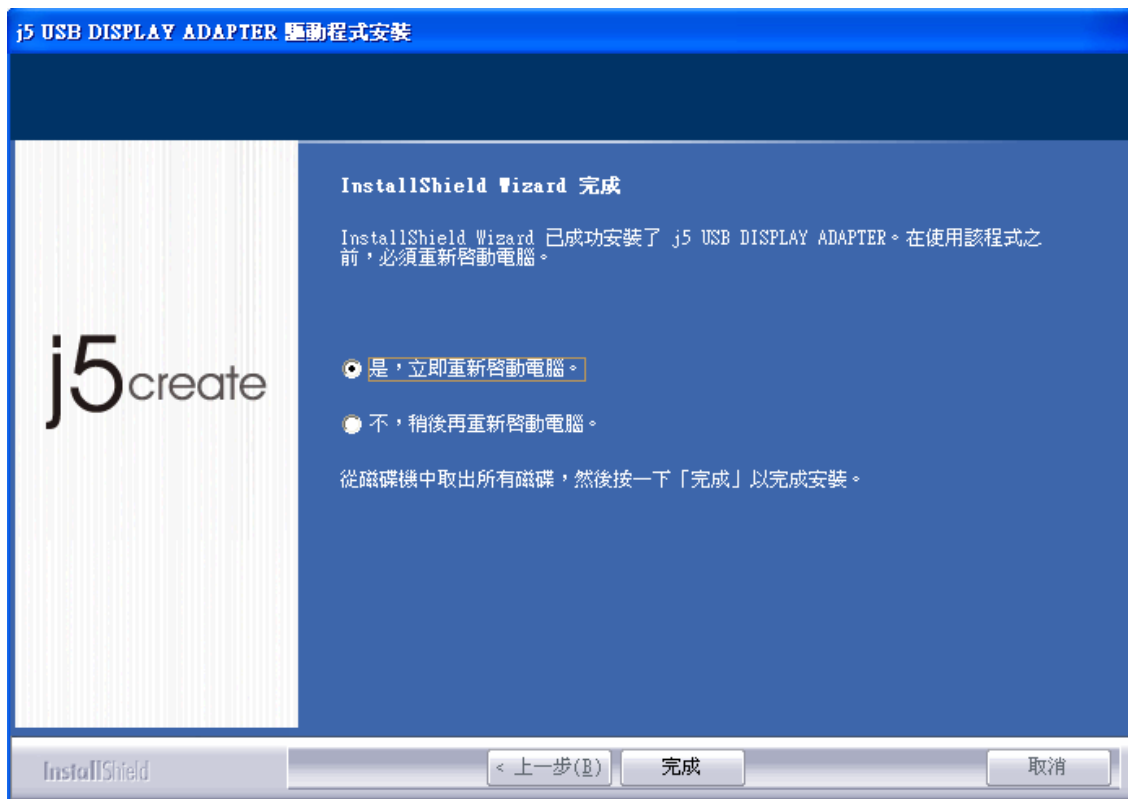 j5 USB DISPLAY ADAPTER 驅動程式安裝
InstallShield Wizard 完成
InstallShield Wizard 已成功安裝了 j5 USB DISPLAY ADAPTER。在使用該程式之
前，必須重新啓動電腦。
j5create
是，立即重新啓動電腦。
不，稍後再重新啓動電腦。
從磁碟機中取出所有磁碟，然後按一下「完成」以完成安裝。
InstallShield
< 上一步(B)
完成
取消